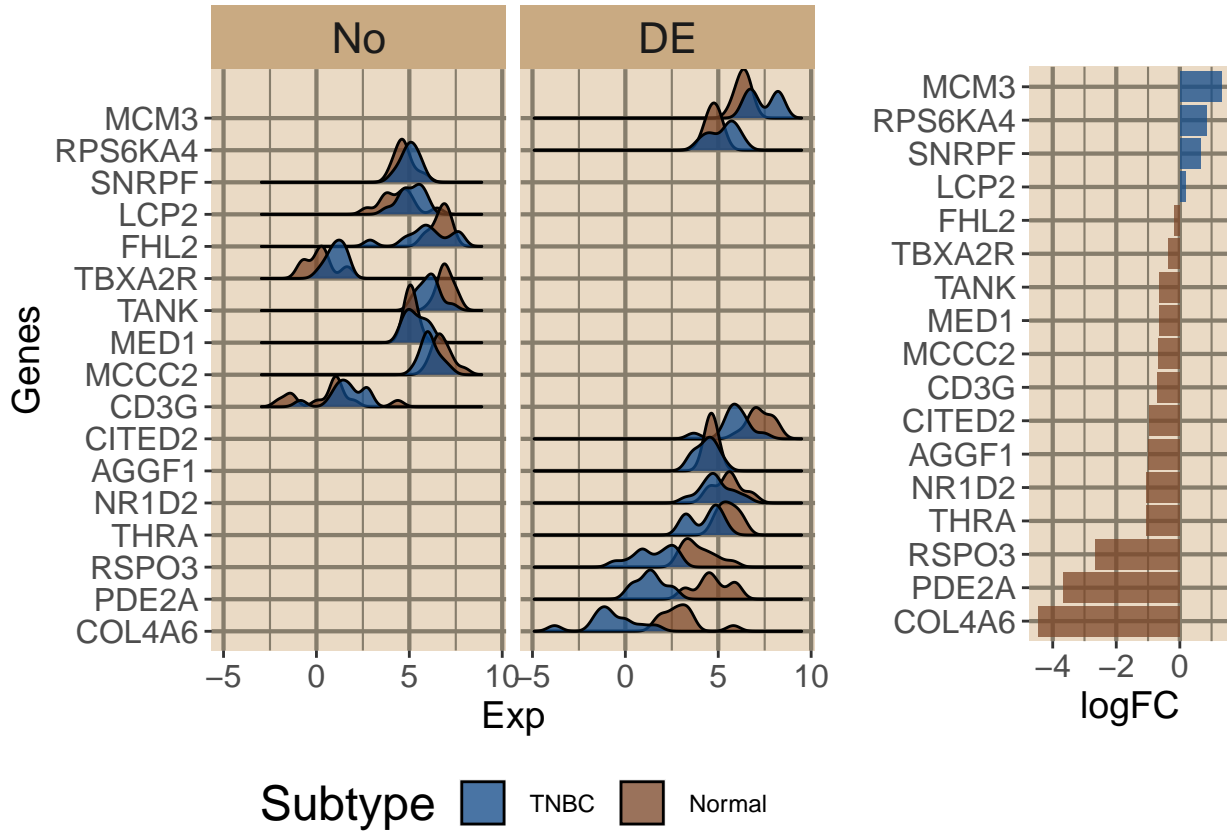 No
DE
MCM3
RPS6KA4
SNRPF
LCP2
FHL2
TBXA2R
TANK
MED1
MCCC2
CD3G
CITED2
AGGF1
NR1D2
THRA
RSPO3
PDE2A
COL4A6
Genes
−5 0 5 10
−5 0 5 10
Exp
MCM3
RPS6KA4
SNRPF
LCP2
FHL2
TBXA2R
TANK
MED1
MCCC2
CD3G
CITED2
AGGF1
NR1D2
THRA
RSPO3
PDE2A
COL4A6
−4 −2 0
logFC
Subtype TNBC Normal